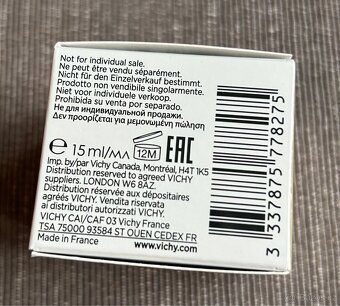 Not for individual sale.
Ne peut être vendu séparément.
Nicht für den Einzelverkauf bestimmt.
Prodotto non vendibile singolarmente.
Niet voor individuele verkoop.
Prohibida su venta por separado.
Не для индивидуальной продажи.
Δεν προορίζεται για μεμονωμένη πώληση
℮ 15 ml/мл 12M EAC
Imp. by/par Vichy Canada, Montréal, H4T 1K5
Distribution reserved to agreed VICHY
suppliers. LONDON W6 8AZ.
Distribution réservée aux dépositaires
agréés VICHY. Vendita riservata
ai distributori autorizzati VICHY.
VICHY CAI/CAF 03 Vichy France
TSA 75000 93584 ST OUEN CEDEX FR
Made in France
www.vichy.com
3 337875 778275